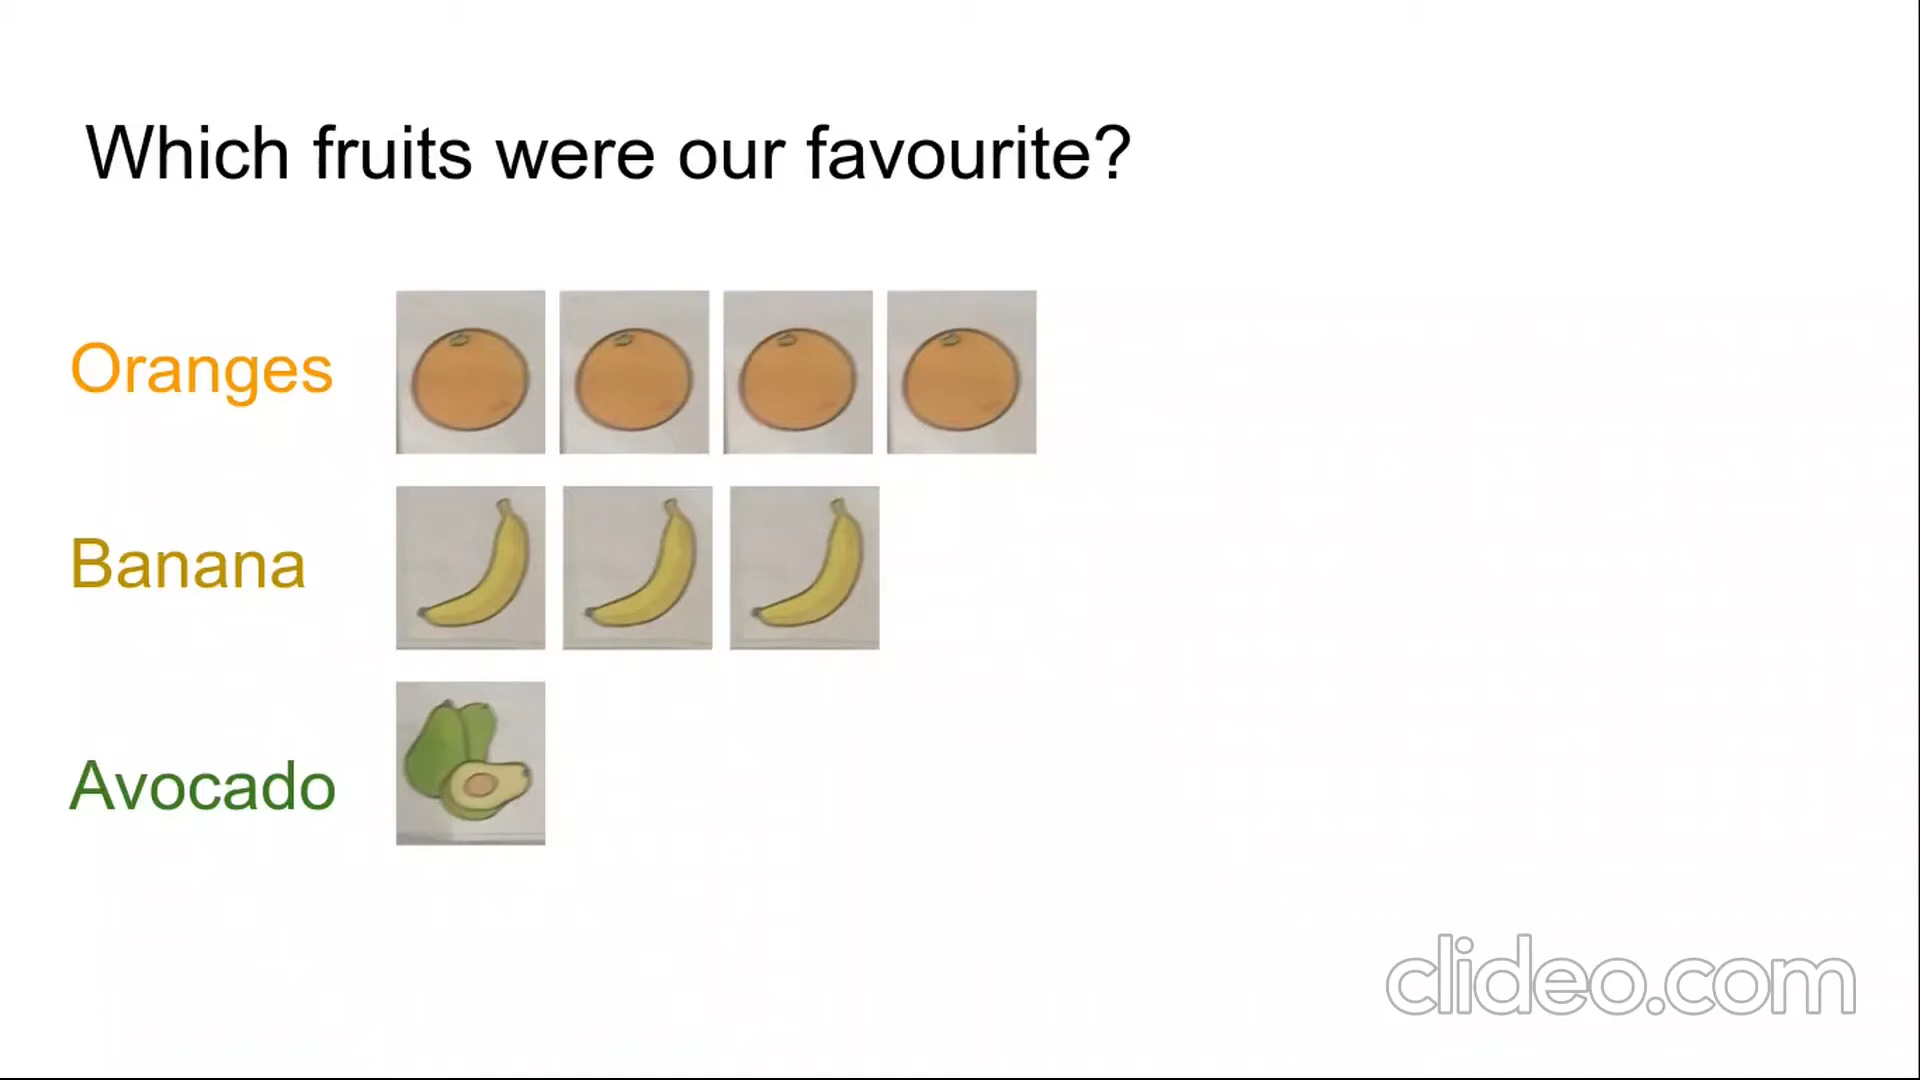 Which fruits were our favourite?
Oranges
Banana
Avocado
clideo.com